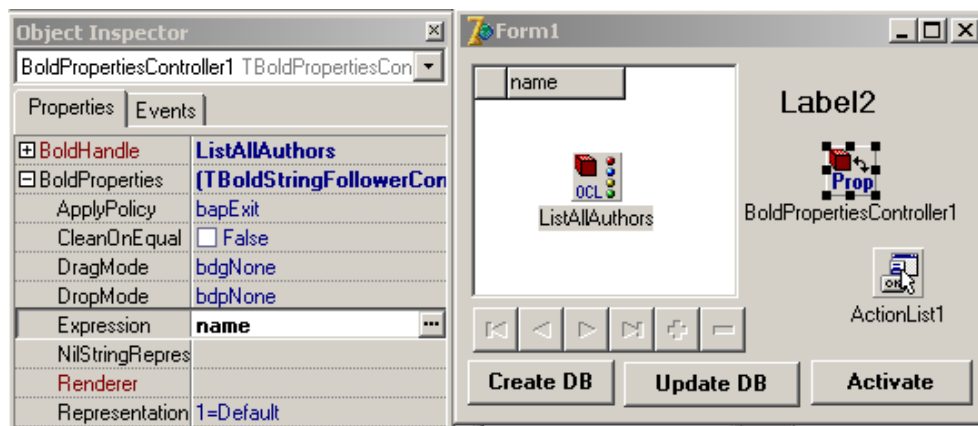 Object Inspector
BoldPropertiesController1 TBoldPropertiesCon
Properties Events
BoldHandle ListAllAuthors
BoldProperties (TBoldStringFollowerCon
ApplyPolicy bapExit
CleanOnEqual False
DragMode bdgNone
DropMode bdpNone
Expression name ...
NilStringRepres
Renderer
Representation 1=Default
Form1
name
Label2
OCL
ListAllAuthors
Prop
BoldPropertiesController1
ActionList1
Create DB Update DB Activate